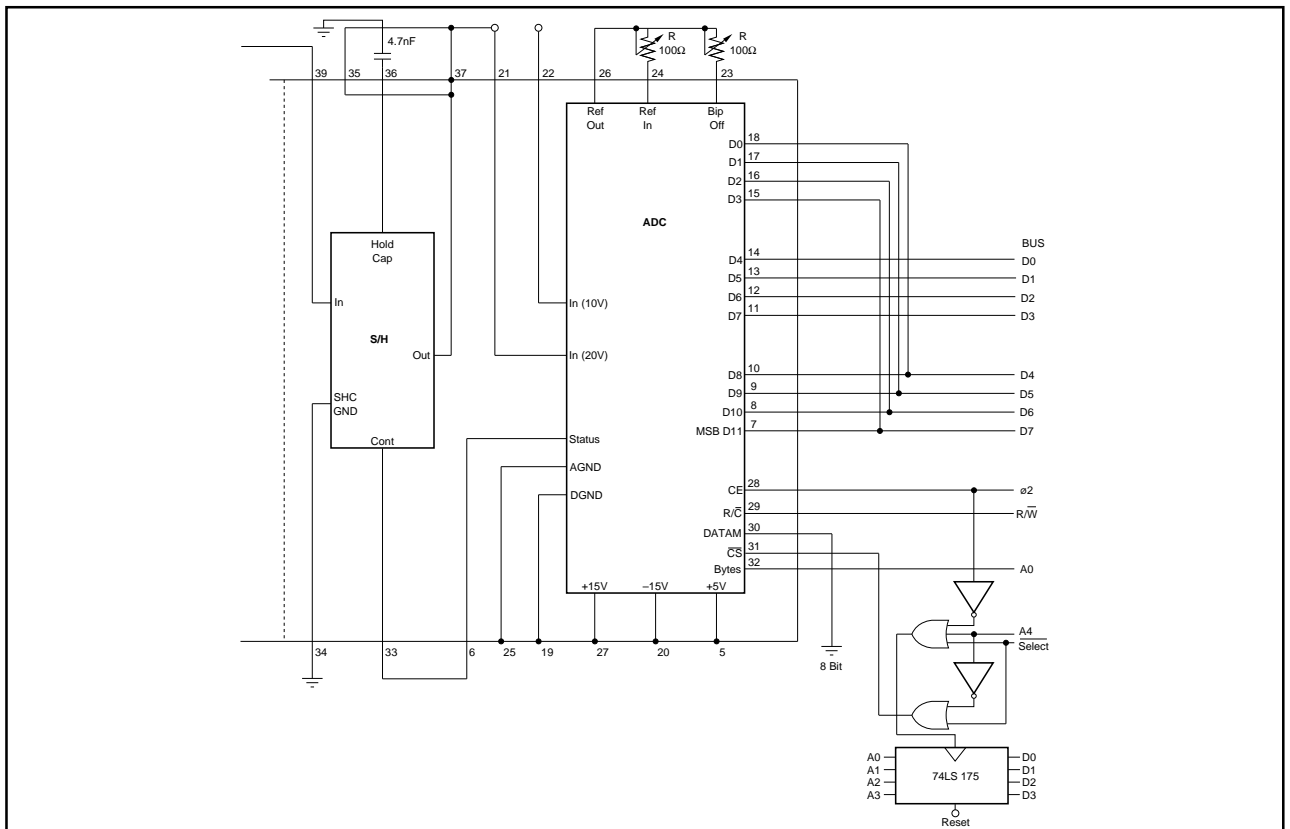 4.7nF
R
100Ω
R
100Ω
39 35 36 37 21 22 26 24 23
Ref Out
Ref In
Bip Off
D0 18
D1 17
D2 16
D3 15
ADC
Hold Cap
In
S/H
Out
SHC GND
Cont
In (10V)
In (20V)
Status
AGND
DGND
BUS
D4 14 D0
D5 13 D1
D6 12 D2
D7 11 D3
D8 10 D4
D9 9 D5
D10 8 D6
MSB D11 7 D7
CE 28 ø2
R/C̅ 29 R/W̅
DATAM 30
C̅S̅ 31
Bytes 32 A0
+15V –15V +5V
34 33 6 25 19 27 20 5
8 Bit
A4
S̅e̅l̅e̅c̅t̅
A0 D0
A1 D1
74LS 175
A2 D2
A3 D3
Reset